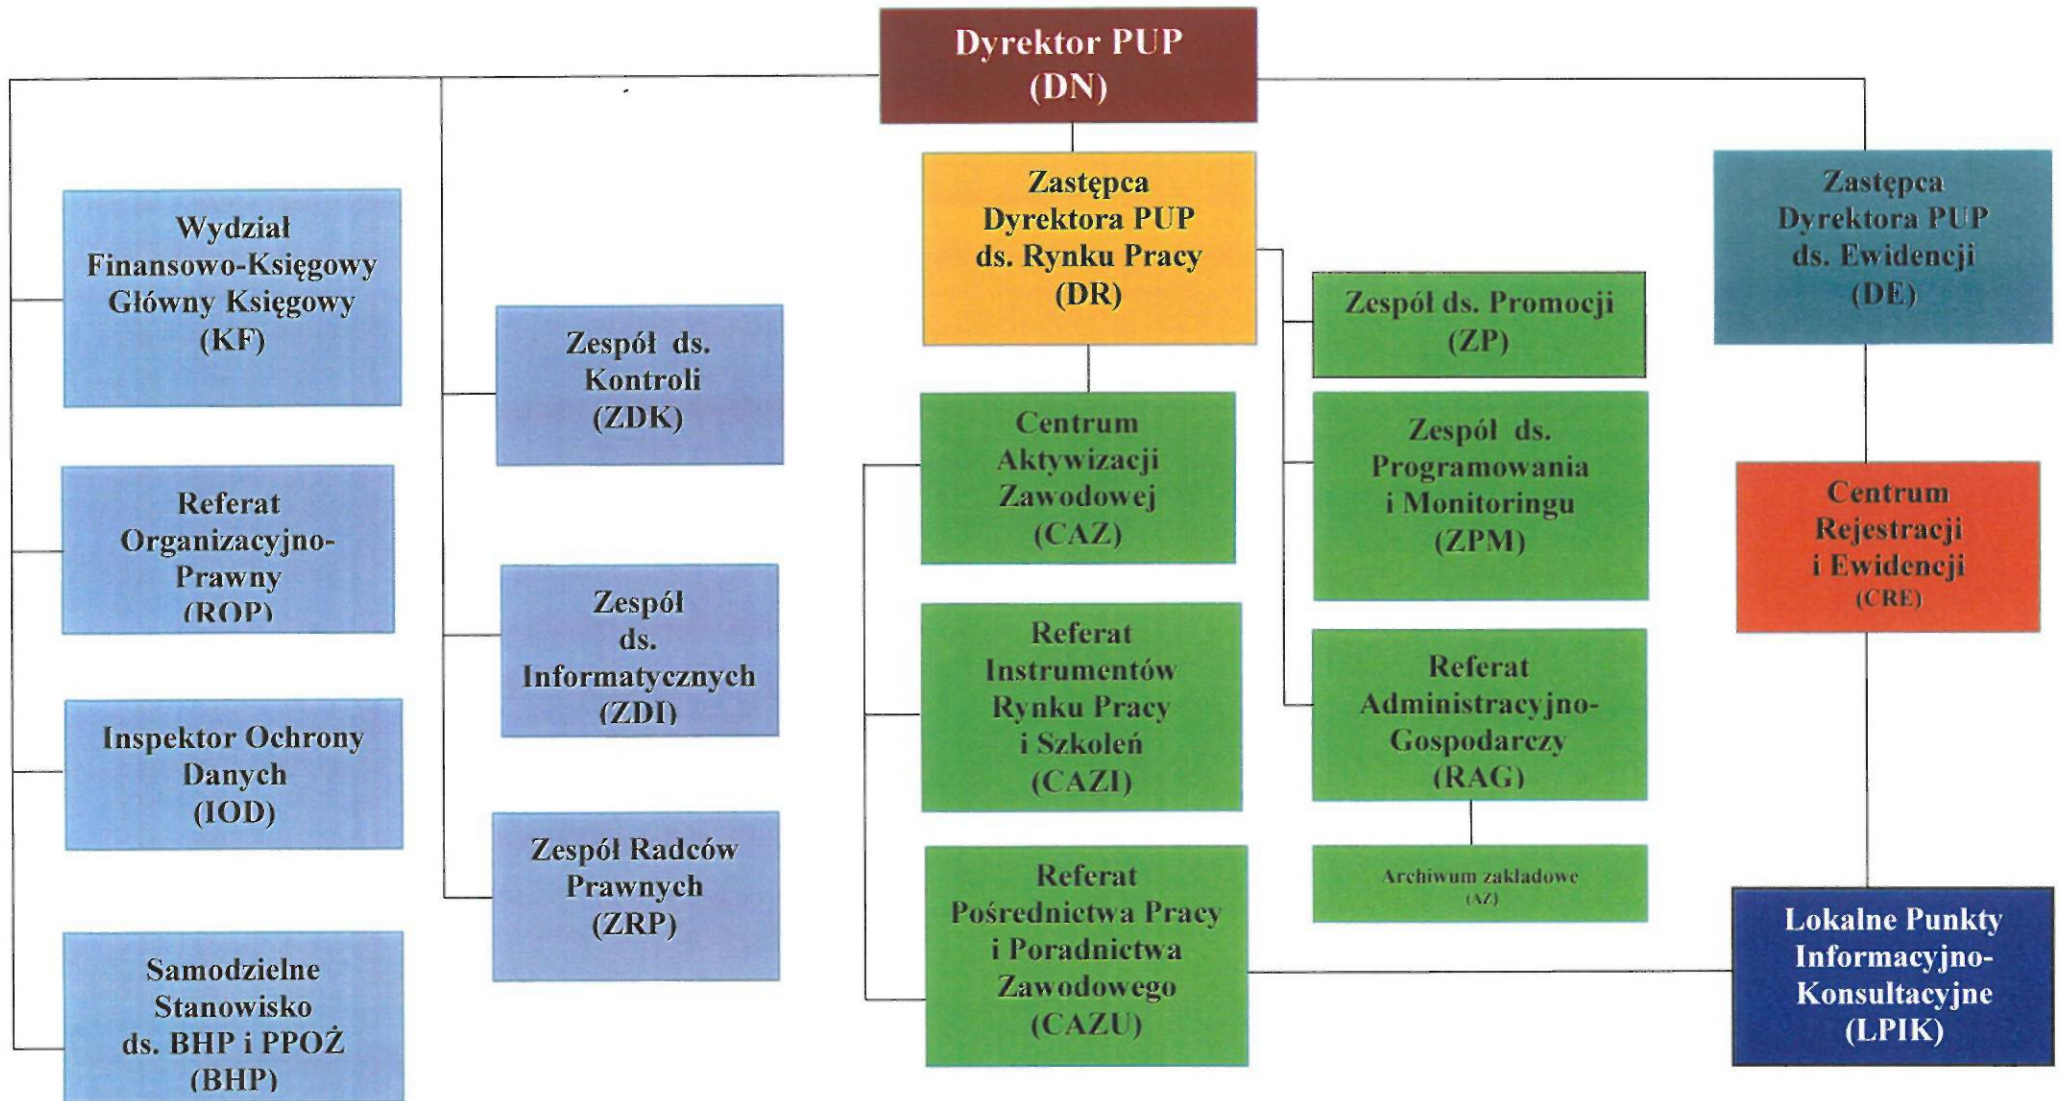 Dyrektor PUP
(DN)
Wydział
Finansowo-Księgowy
Główny Księgowy
(KF)
Referat
Organizacyjno-
Prawny
(ROP)
Inspektor Ochrony
Danych
(IOD)
Samodzielne
Stanowisko
ds. BHP i PPOŻ
(BHP)
Zespół ds.
Kontroli
(ZDK)
Zespół
ds.
Informatycznych
(ZDI)
Zespół Radców
Prawnych
(ZRP)
Zastępca
Dyrektora PUP
ds. Rynku Pracy
(DR)
Centrum
Aktywizacji
Zawodowej
(CAZ)
Referat
Instrumentów
Rynku Pracy
i Szkoleń
(CAZI)
Referat
Pośrednictwa Pracy
i Poradnictwa
Zawodowego
(CAZU)
Zespół ds. Promocji
(ZP)
Zespół ds.
Programowania
i Monitoringu
(ZPM)
Referat
Administracyjno-
Gospodarczy
(RAG)
Archiwum zakładowe
(AZ)
Zastępca
Dyrektora PUP
ds. Ewidencji
(DE)
Centrum
Rejestracji
i Ewidencji
(CRE)
Lokalne Punkty
Informacyjno-
Konsultacyjne
(LPIK)